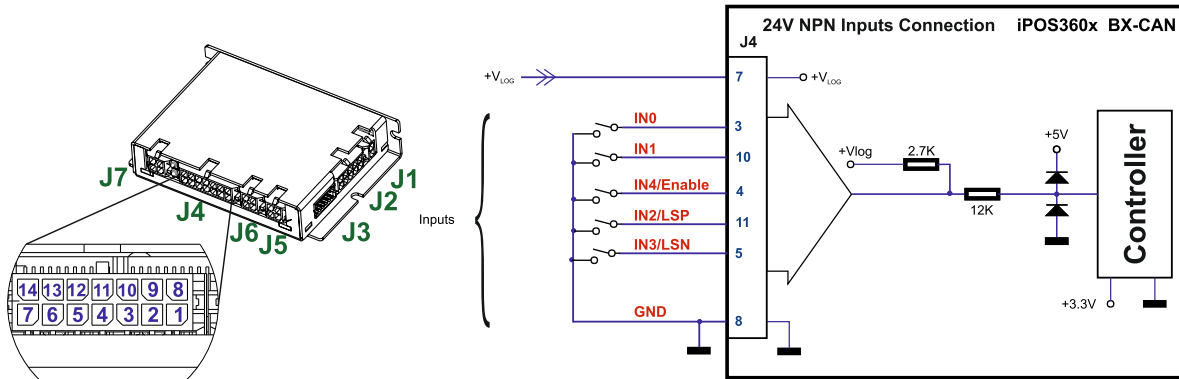 24V NPN Inputs Connection iPOS360x BX-CAN
J4
+VLOG
7
+VLOG
IN0
3
IN1
10
IN4/Enable
4
IN2/LSP
11
IN3/LSN
5
GND
8
Inputs
+Vlog
2.7K
12K
+5V
Controller
+3.3V
J7
J4
J6
J5
J3
J2
J1
14 13 12 11 10 9 8
7 6 5 4 3 2 1